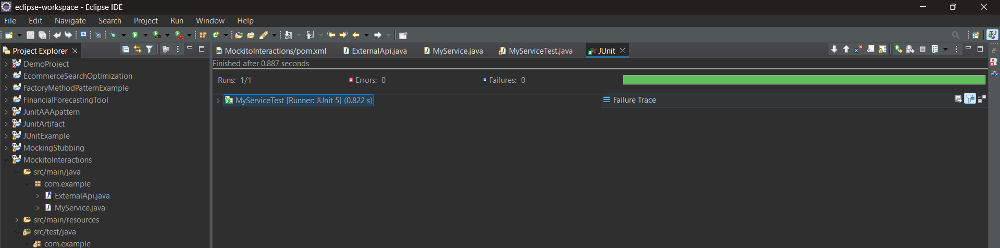 eclipse-workspace - Eclipse IDE
File Edit Navigate Search Project Run Window Help
Project Explorer
MockitoInteractions/pom.xml ExternalApi.java MyService.java MyServiceTest.java JUnit
DemoProject
EcommerceSearchOptimization
FactoryMethodPatternExample
FinancialForecastingTool
JunitAAApattern
JunitArtifact
JUnitExample
MockingStubbing
MockitoInteractions
src/main/java
com.example
ExternalApi.java
MyService.java
src/main/resources
src/test/java
com.example
Finished after 0.887 seconds
Runs: 1/1 Errors: 0 Failures: 0
MyServiceTest [Runner: JUnit 5] (0.822 s)
Failure Trace